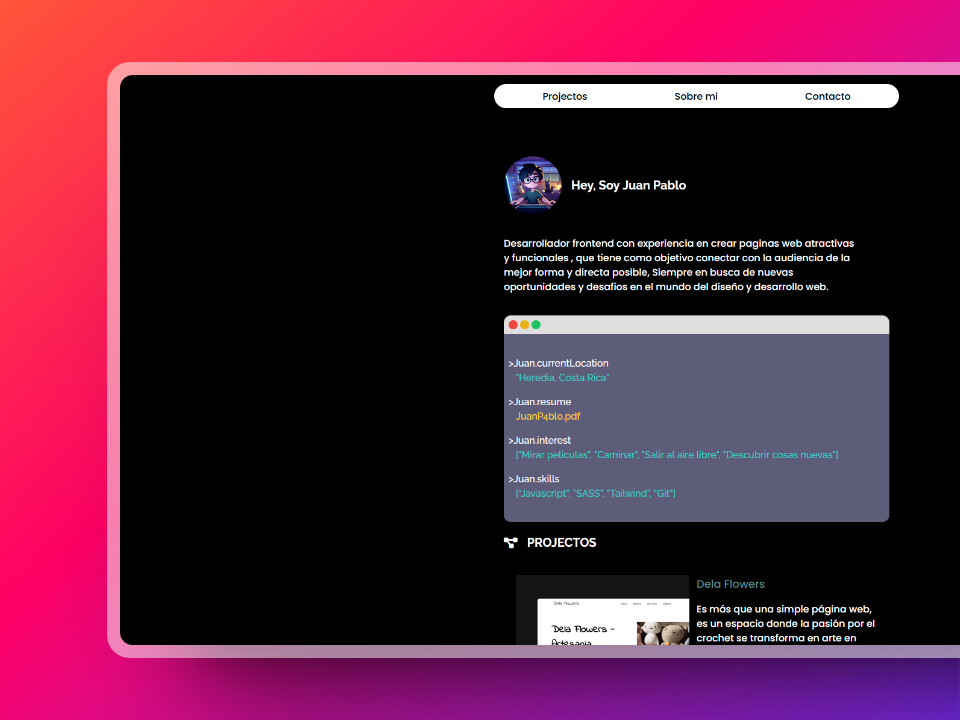 Projectos Sobre mi Contacto
Hey, Soy Juan Pablo
Desarrollador frontend con experiencia en crear paginas web atractivas
y funcionales , que tiene como objetivo conectar con la audiencia de la
mejor forma y directa posible, Siempre en busca de nuevas
oportunidades y desafios en el mundo del diseño y desarrollo web.
>Juan.currentLocation
"Heredia, Costa Rica"
>Juan.resume
JuanP4blo.pdf
>Juan.interest
["Mirar peliculas", "Caminar", "Salir al aire libre", "Descubrir cosas nuevas"]
>Juan.skills
["Javascript", "SASS", "Tailwind", "Git"]
PROJECTOS
Dela Flowers
Dela Flowers -
Artesania
Dela Flowers
Es más que una simple página web,
es un espacio donde la pasión por el
crochet se transforma en arte en